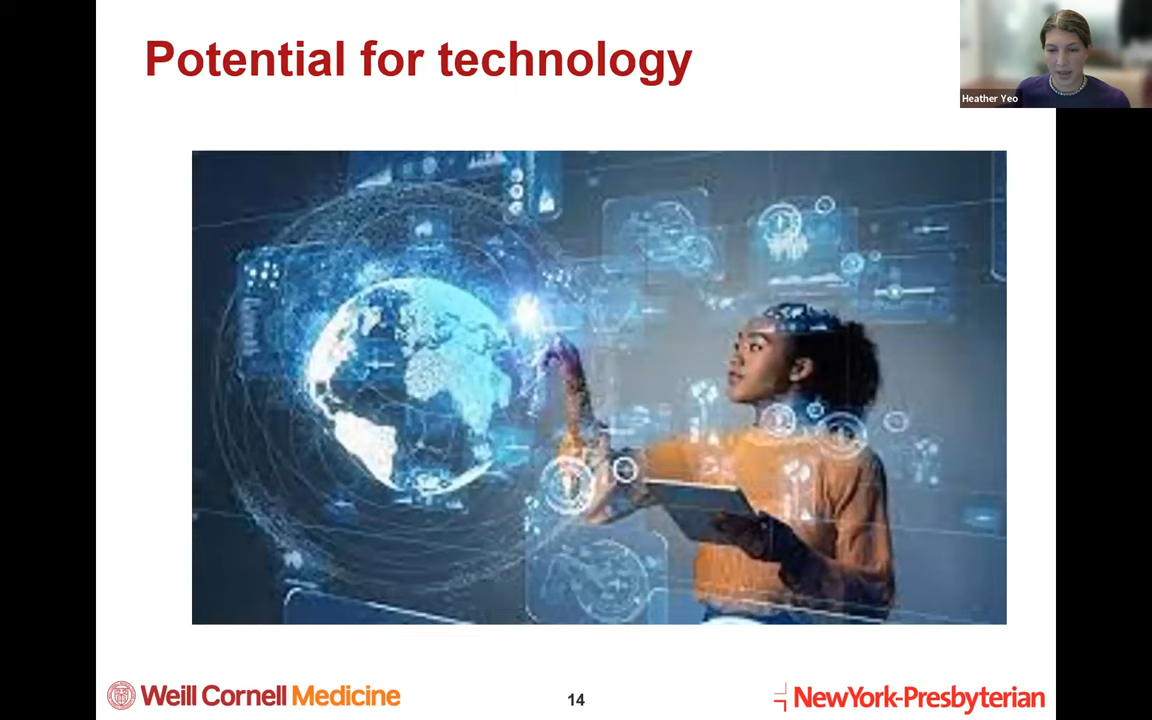 Potential for technology
Heather Yeo
Weill Cornell Medicine
14
NewYork-Presbyterian